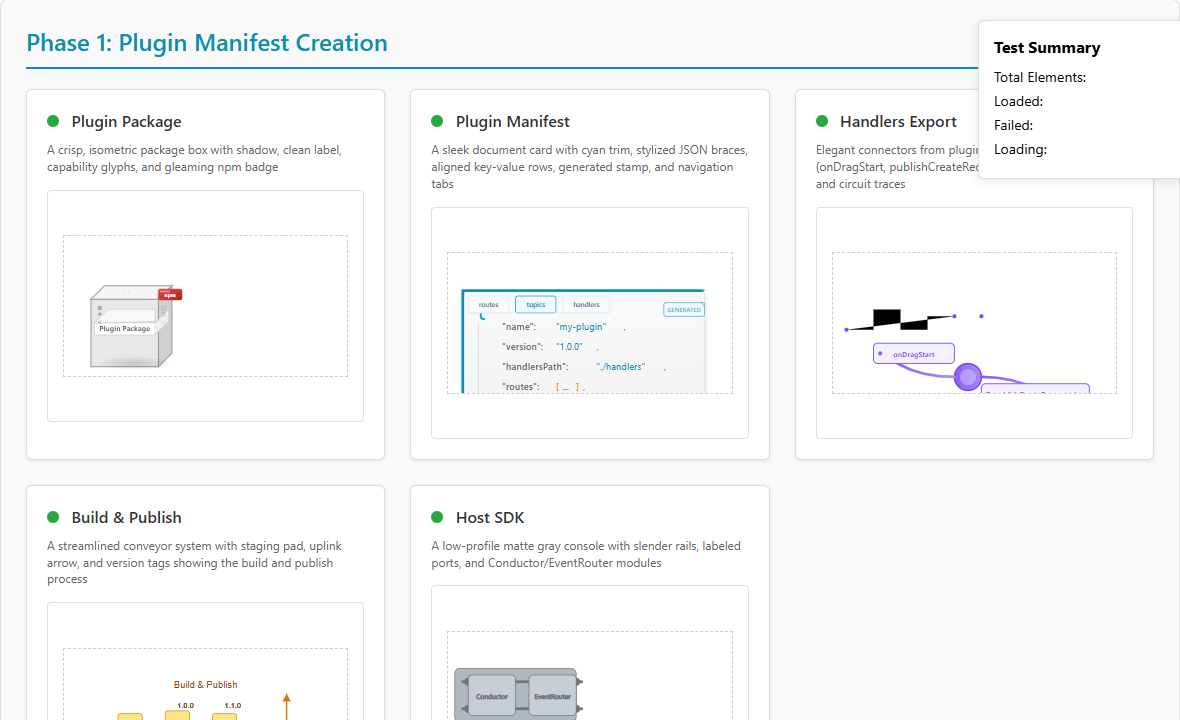 Phase 1: Plugin Manifest Creation
Test Summary
Total Elements:
Loaded:
Failed:
Loading:
Plugin Package
A crisp, isometric package box with shadow, clean label,
capability glyphs, and gleaming npm badge
npm
Plugin Package
Plugin Manifest
A sleek document card with cyan trim, stylized JSON braces,
aligned key-value rows, generated stamp, and navigation
tabs
routes topics handlers
GENERATED
{
"name": "my-plugin" ,
"version": "1.0.0" ,
"handlersPath": "./handlers" ,
"routes": [ ... ] ,
Handlers Export
Elegant connectors from plugin
(onDragStart,
and circuit traces
onDragStart
Build & Publish
A streamlined conveyor system with staging pad, uplink
arrow, and version tags showing the build and publish
process
Build & Publish
1.0.0 1.1.0
Host SDK
A low-profile matte gray console with slender rails, labeled
ports, and Conductor/EventRouter modules
Conductor EventRouter